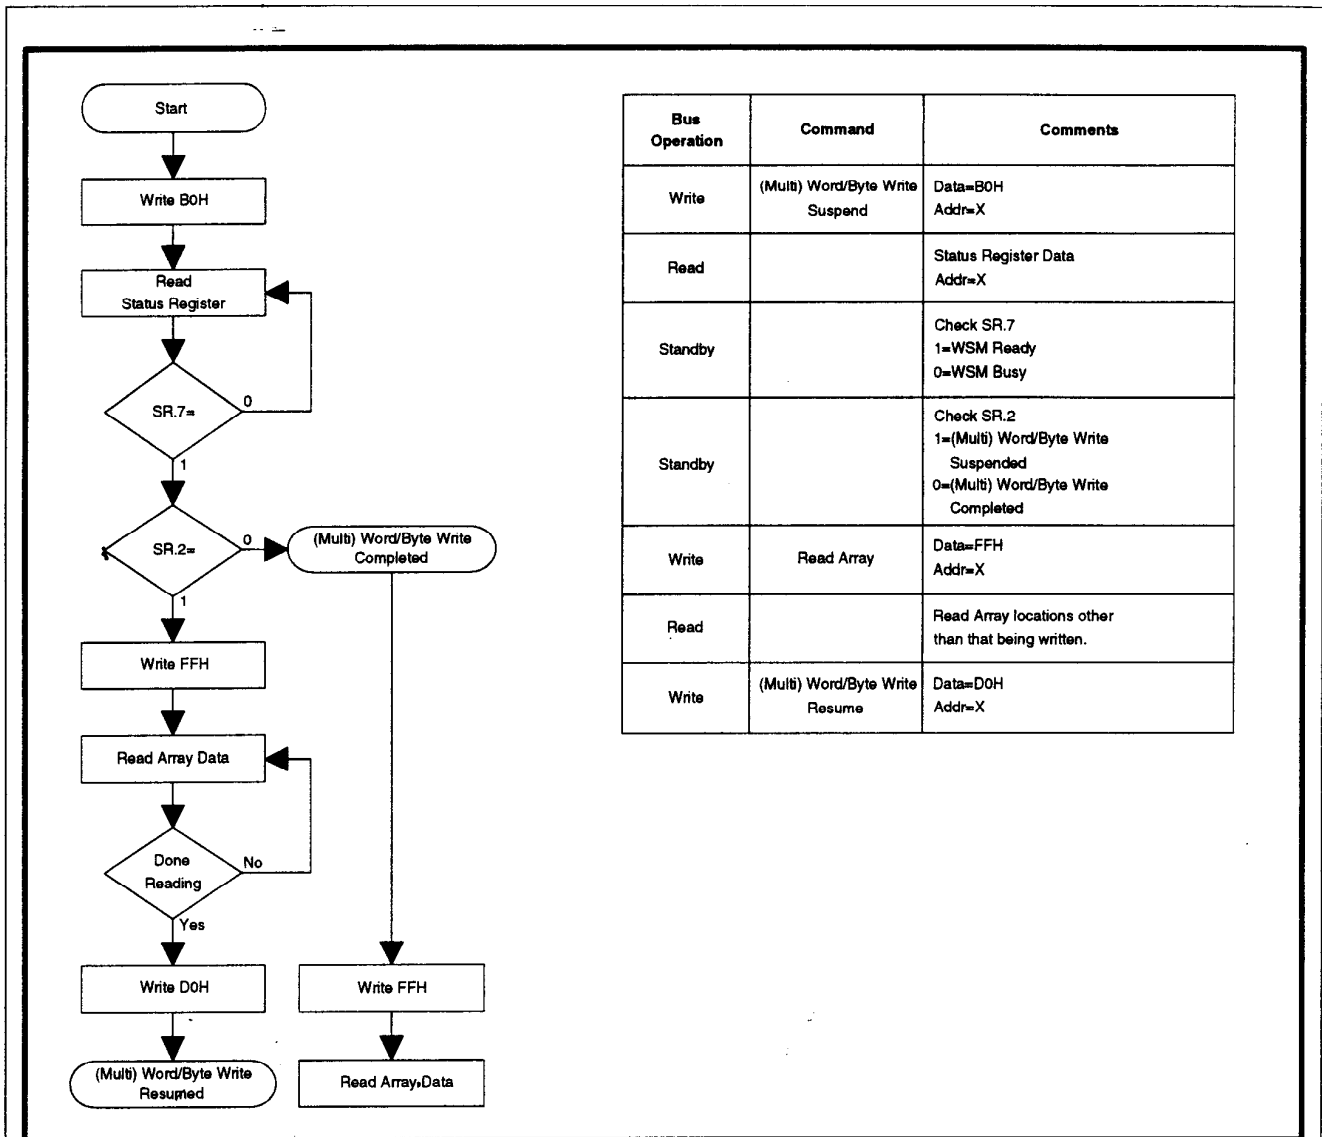 Start
Write B0H
Read
Status Register
SR.7=
0
1
SR.2=
0
(Multi) Word/Byte Write
Completed
1
Write FFH
Read Array Data
Done
Reading
No
Yes
Write D0H
Write FFH
(Multi) Word/Byte Write
Resumed
Read Array Data
Bus
Operation
Command
Comments
Write
(Multi) Word/Byte Write
Suspend
Data=B0H
Addr=X
Read
Status Register Data
Addr=X
Standby
Check SR.7
1=WSM Ready
0=WSM Busy
Standby
Check SR.2
1=(Multi) Word/Byte Write
Suspended
0=(Multi) Word/Byte Write
Completed
Write
Read Array
Data=FFH
Addr=X
Read
Read Array locations other
than that being written.
Write
(Multi) Word/Byte Write
Resume
Data=D0H
Addr=X